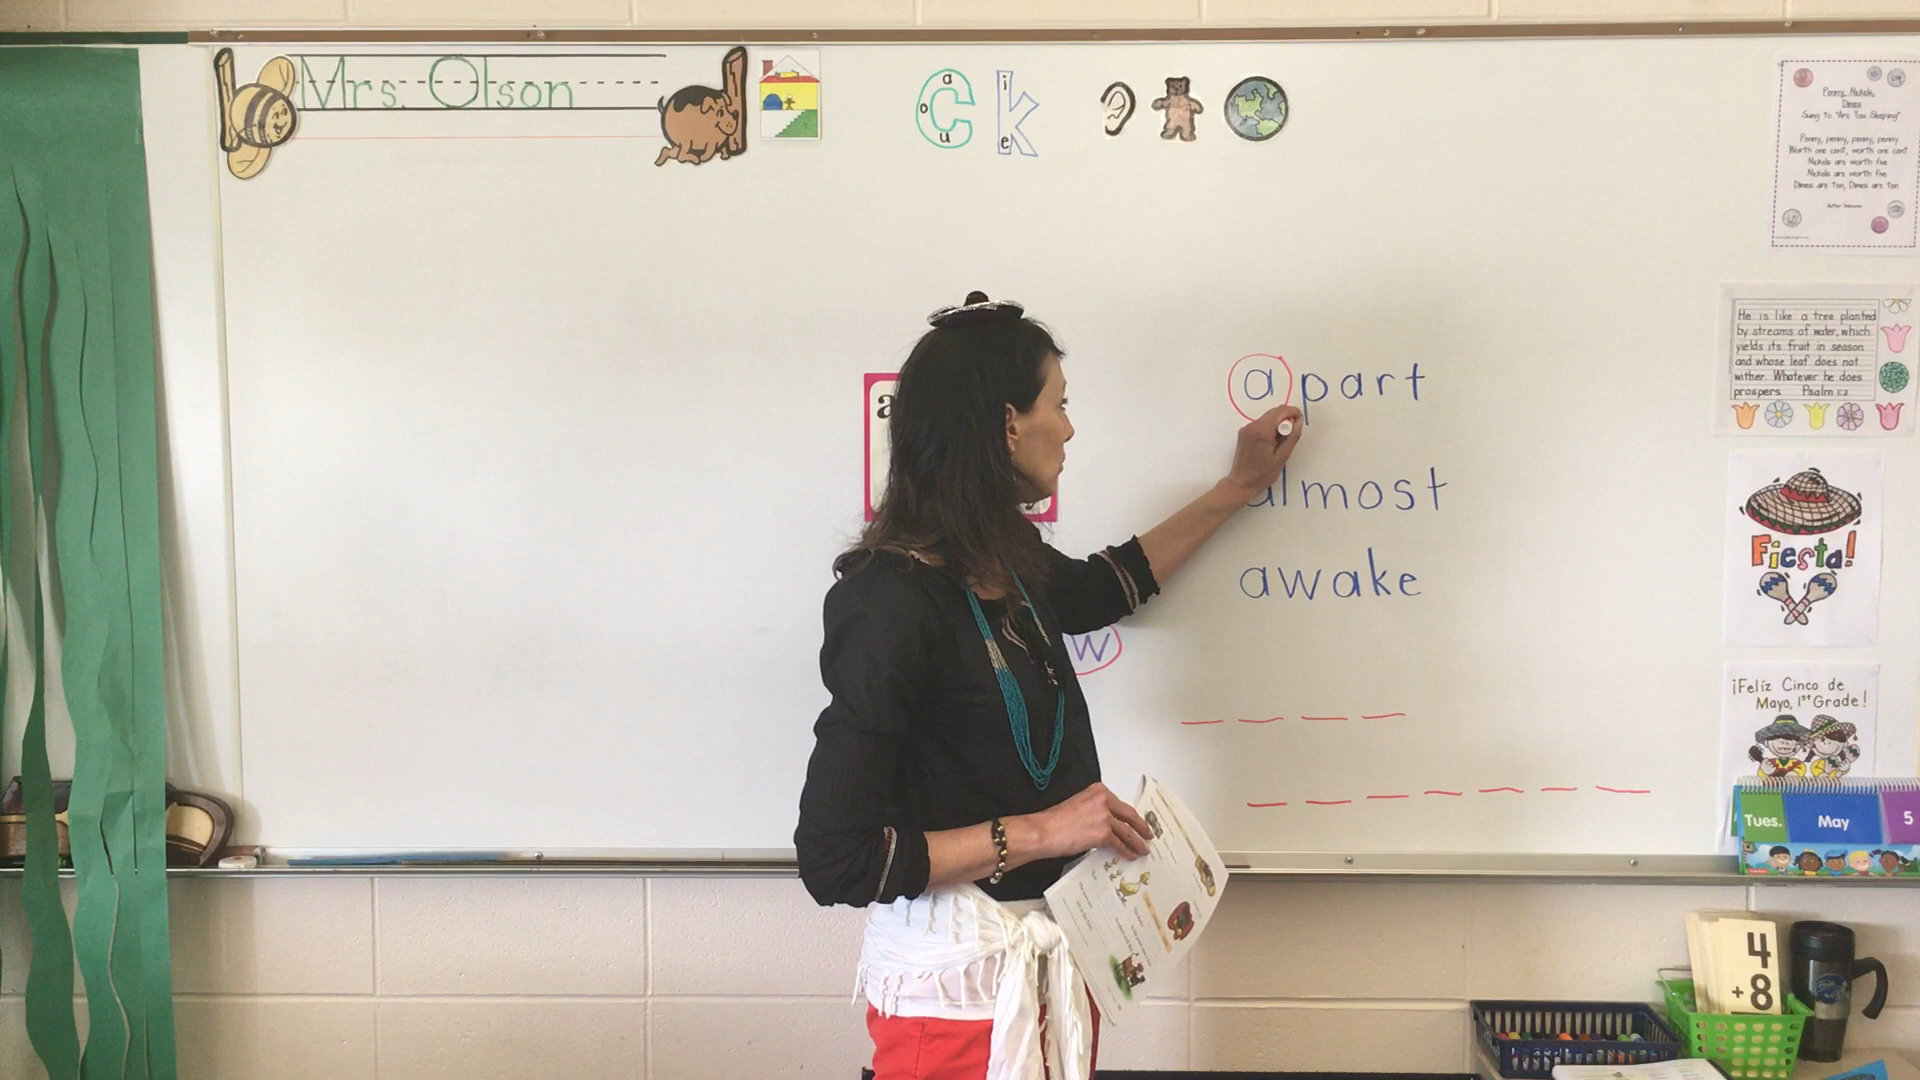 Mrs. Olson
C a o u
k i e
Penny, Nickels,
Dimes
Sung to "Are You Sleeping"
Penny, penny, penny, penny
Worth one cent, worth one cent
Nickels are worth five
Nickels are worth five
Dimes are ten, Dimes are ten
Author Unknown
He is like a tree planted
by streams of water, which
yields its fruit in season
and whose leaf does not
wither. Whatever he does
prospers Psalm 1:3
a
apart
almost
awake
w
Fiesta!
¡Feliz Cinco de
Mayo, 1st Grade!
Tues. May 5
4
+8